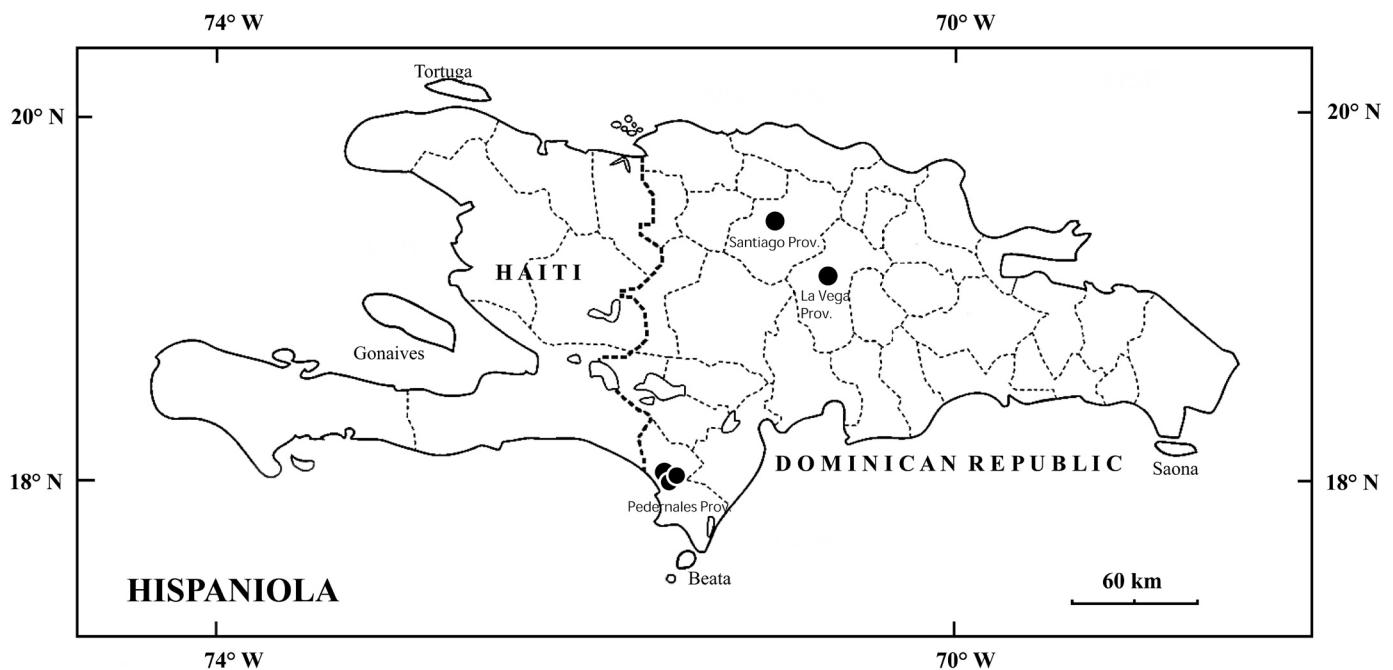 74° W
70° W
Tortuga
20° N
20° N
Santiago Prov.
HAITI
La Vega
Prov.
Gonaives
DOMINICAN REPUBLIC
Saona
18° N
18° N
Pedernales Prov.
Beata
60 km
HISPANIOLA
74° W
70° W